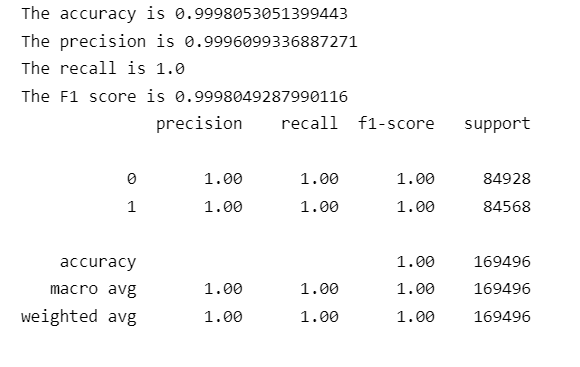 The accuracy is 0.9998053051399443
The precision is 0.9996099336887271
The recall is 1.0
The F1 score is 0.9998049287990116
precision recall f1-score support
0 1.00 1.00 1.00 84928
1 1.00 1.00 1.00 84568
accuracy 1.00 169496
macro avg 1.00 1.00 1.00 169496
weighted avg 1.00 1.00 1.00 169496